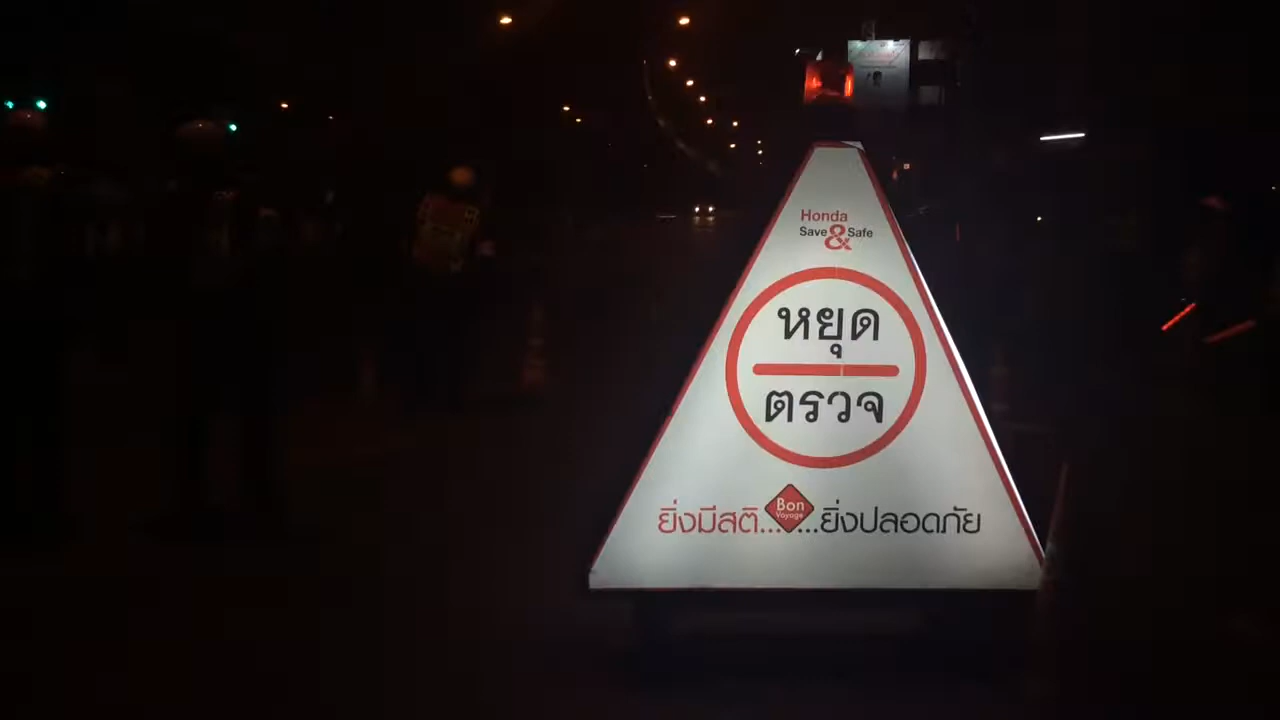 Honda
Save & Safe
หยุด
ตรวจ
ยิ่งมีสติ... Bon Voyage ...ยิ่งปลอดภัย